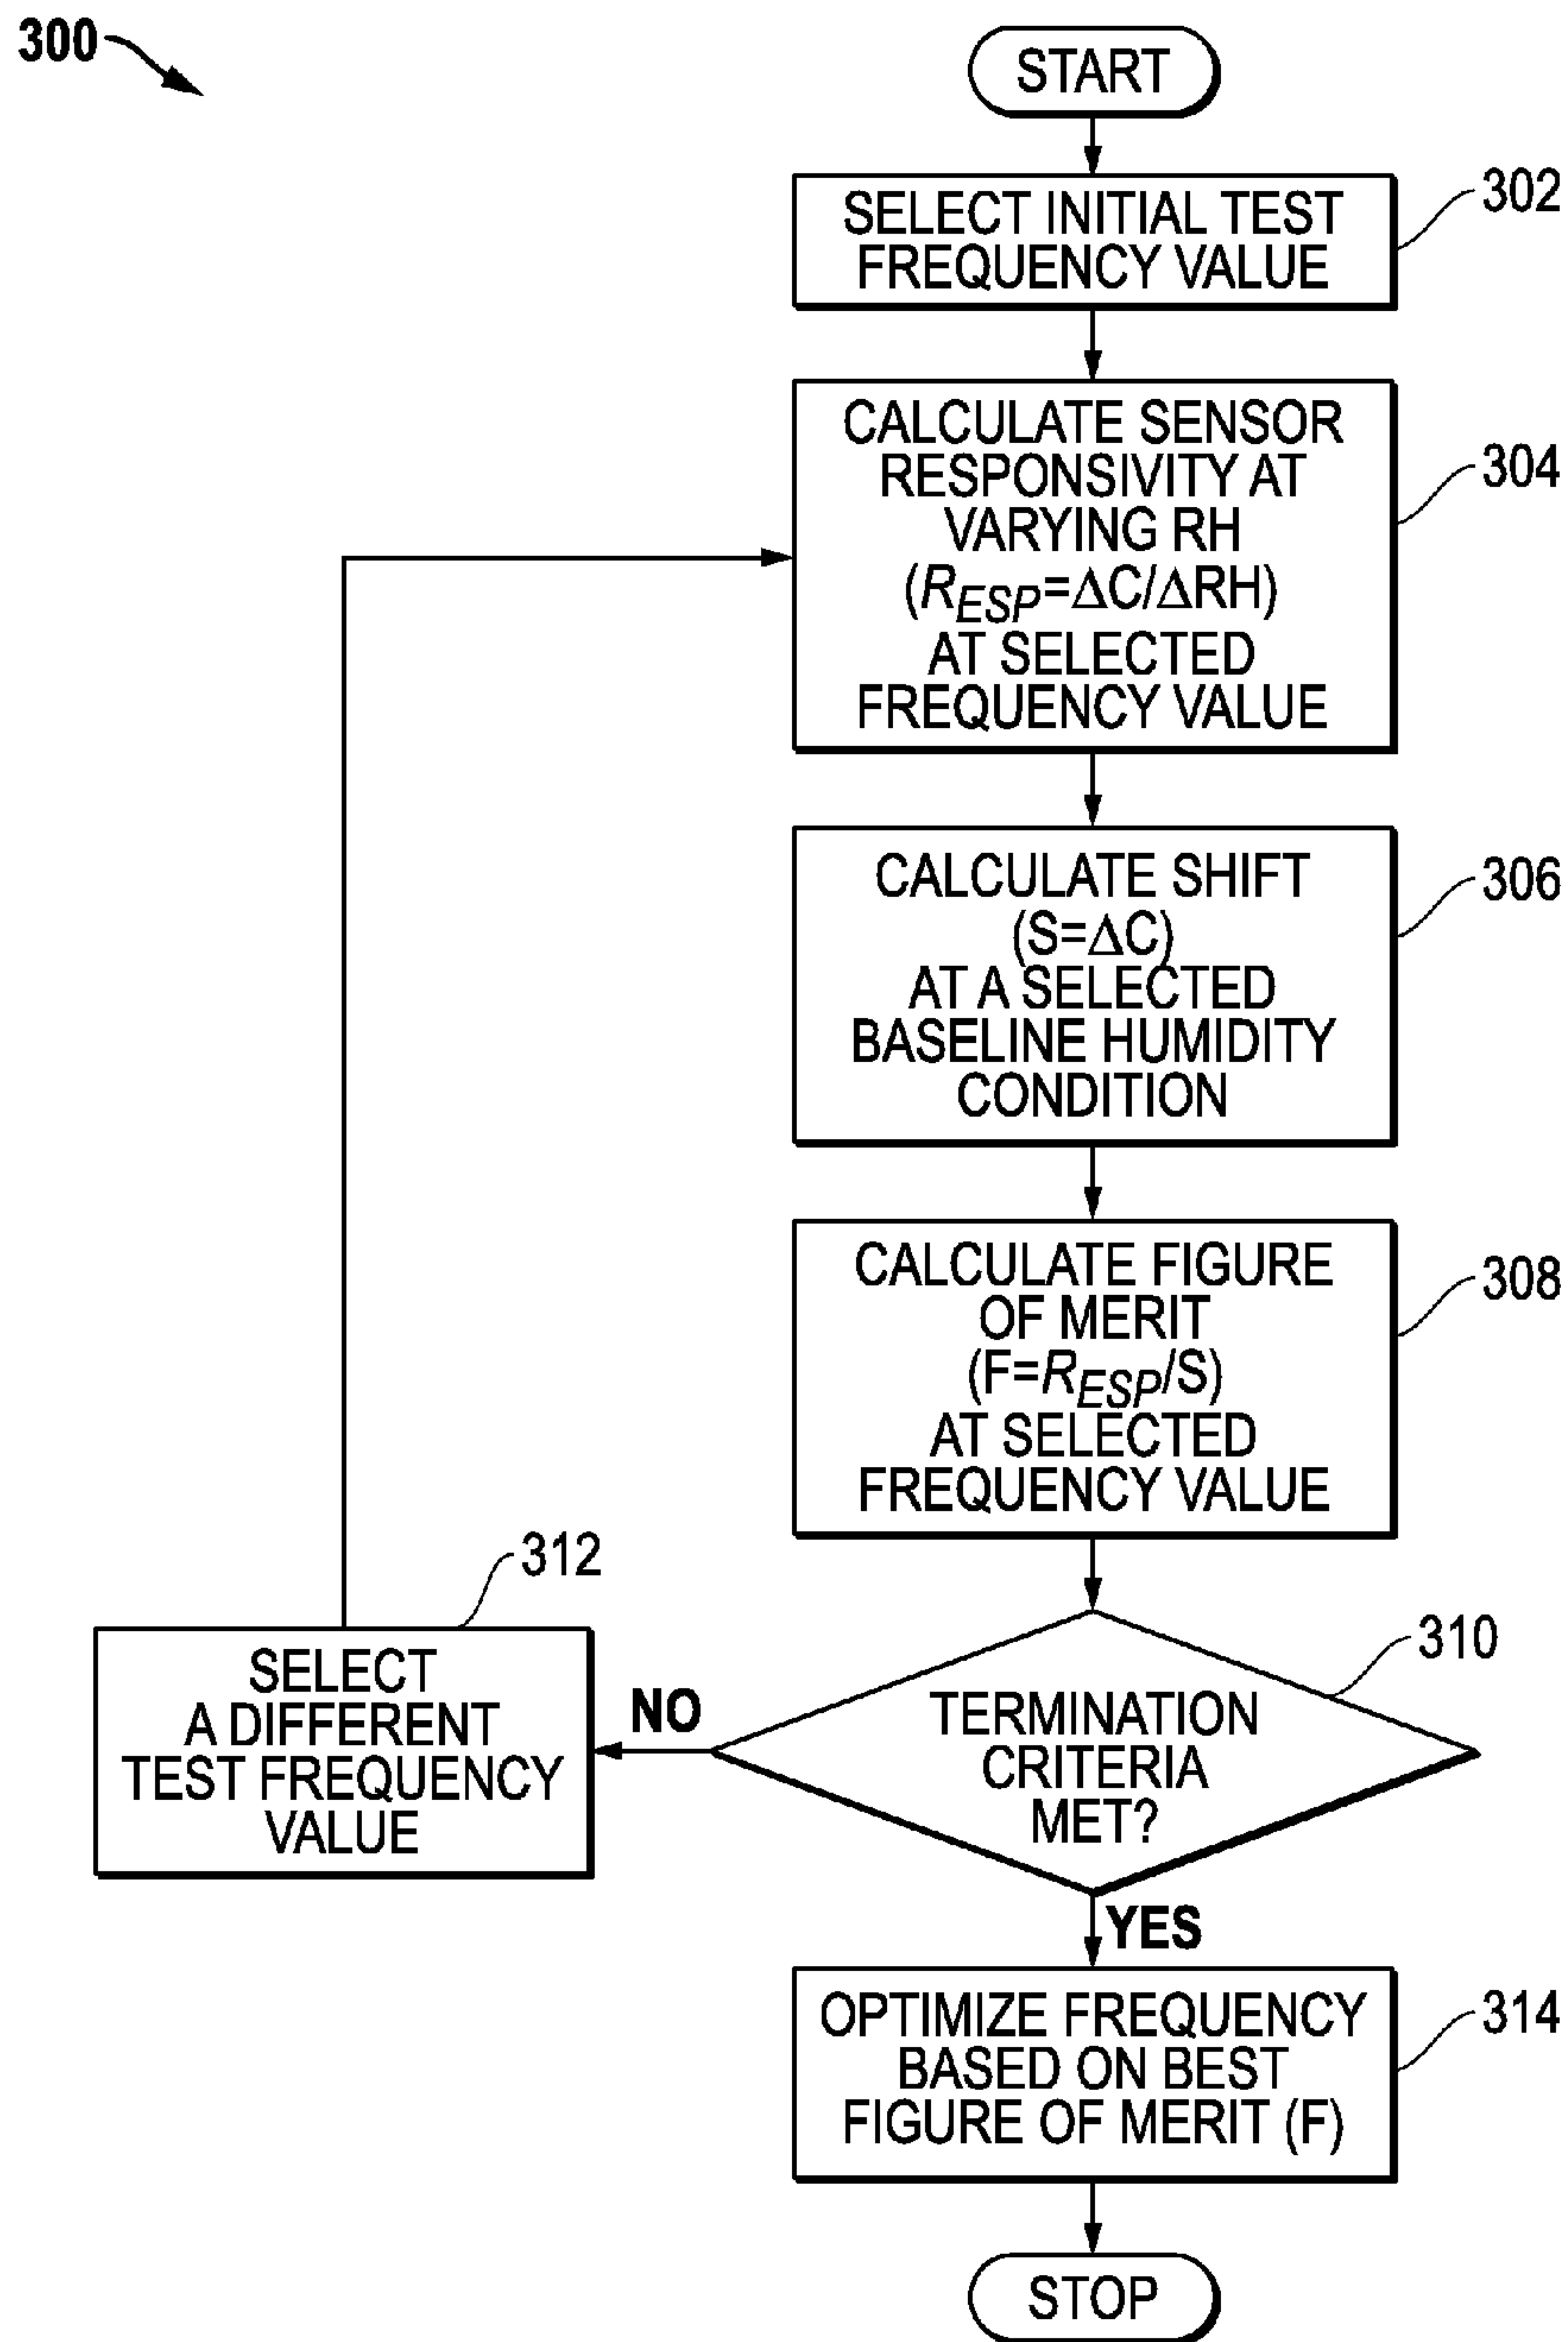 300
START
SELECT INITIAL TEST
FREQUENCY VALUE
302
CALCULATE SENSOR
RESPONSIVITY AT
VARYING RH
(R_ESP=ΔC/ΔRH)
AT SELECTED
FREQUENCY VALUE
304
CALCULATE SHIFT
(S=ΔC)
AT A SELECTED
BASELINE HUMIDITY
CONDITION
306
CALCULATE FIGURE
OF MERIT
(F=R_ESP/S)
AT SELECTED
FREQUENCY VALUE
308
TERMINATION
CRITERIA
MET?
310
NO
SELECT
A DIFFERENT
TEST FREQUENCY
VALUE
312
YES
OPTIMIZE FREQUENCY
BASED ON BEST
FIGURE OF MERIT (F)
314
STOP